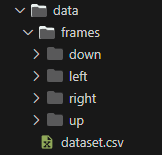 data
frames
down
left
right
up
dataset.csv